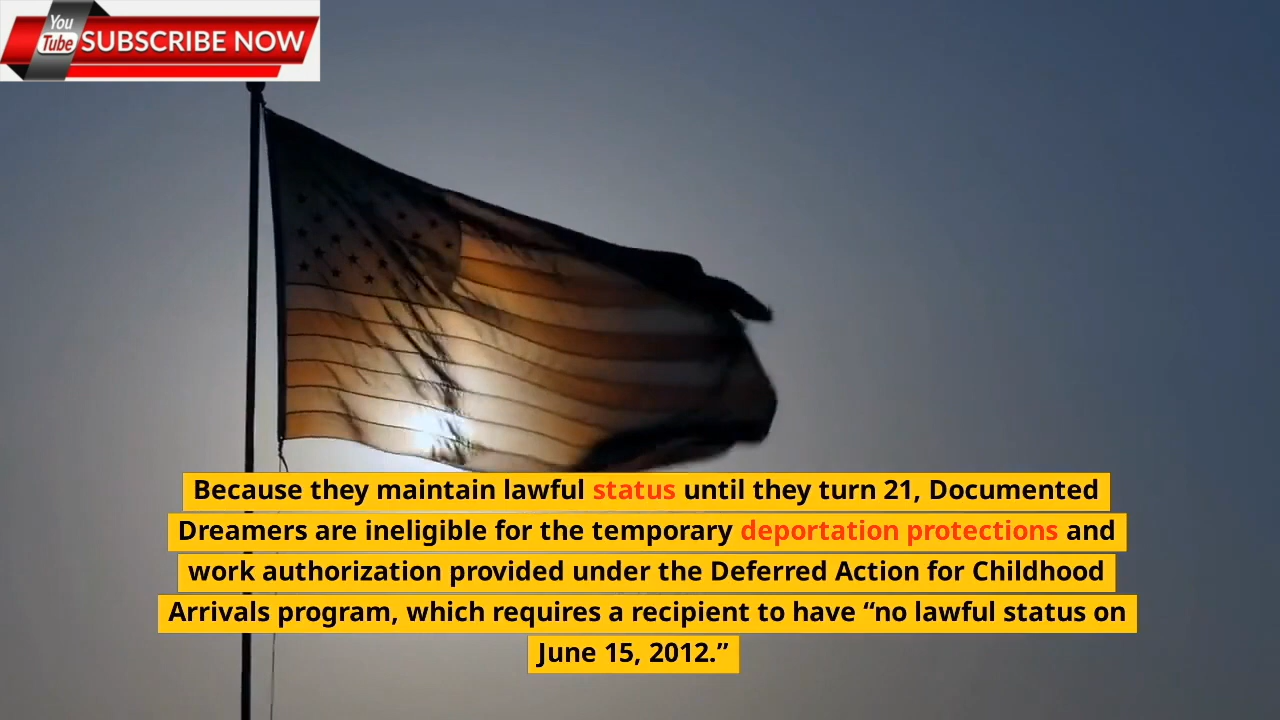 You
Tube SUBSCRIBE NOW
Because they maintain lawful status until they turn 21, Documented
Dreamers are ineligible for the temporary deportation protections and
work authorization provided under the Deferred Action for Childhood
Arrivals program, which requires a recipient to have “no lawful status on
June 15, 2012.”